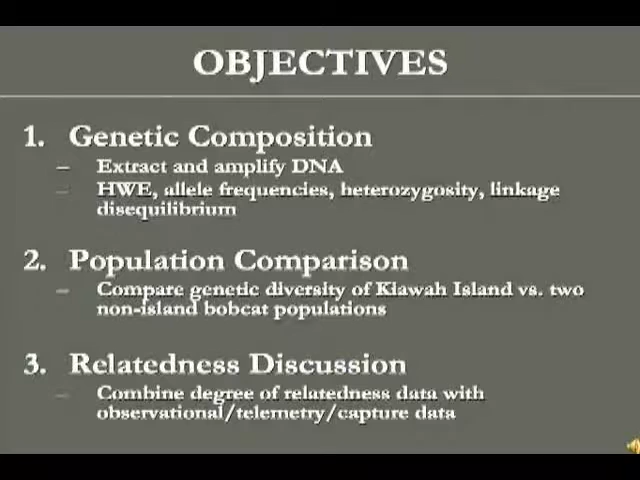 OBJECTIVES
1. Genetic Composition
– Extract and amplify DNA
– HWE, allele frequencies, heterozygosity, linkage
disequilibrium
2. Population Comparison
– Compare genetic diversity of Kiawah Island vs. two
non-island bobcat populations
3. Relatedness Discussion
– Combine degree of relatedness data with
observational/telemetry/capture data